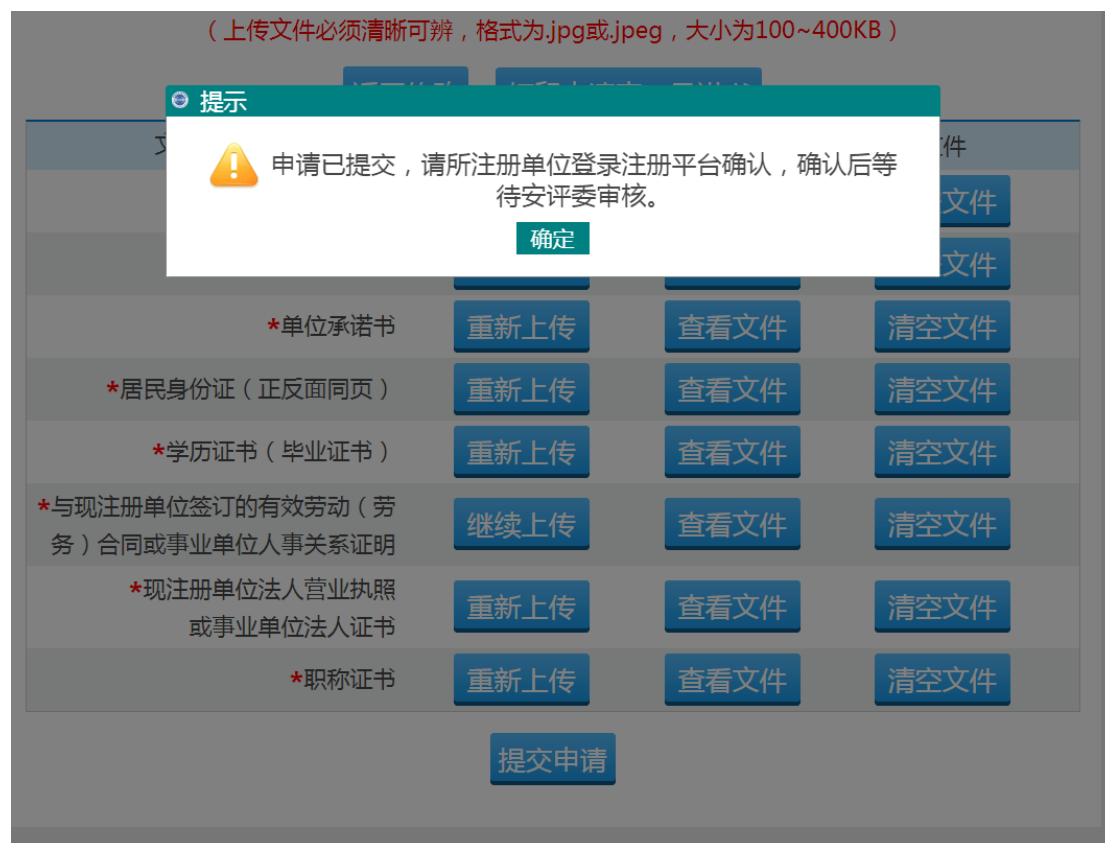 （上传文件必须清晰可辨，格式为.jpg或.jpeg，大小为100~400KB）
提示
申请已提交，请所注册单位登录注册平台确认，确认后等
待安评委审核。
确定
件
文件
文件
*单位承诺书 重新上传 查看文件 清空文件
*居民身份证（正反面同页） 重新上传 查看文件 清空文件
*学历证书（毕业证书） 重新上传 查看文件 清空文件
*与现注册单位签订的有效劳动（劳
务）合同或事业单位人事关系证明 继续上传 查看文件 清空文件
*现注册单位法人营业执照
或事业单位法人证书 重新上传 查看文件 清空文件
*职称证书 重新上传 查看文件 清空文件
提交申请